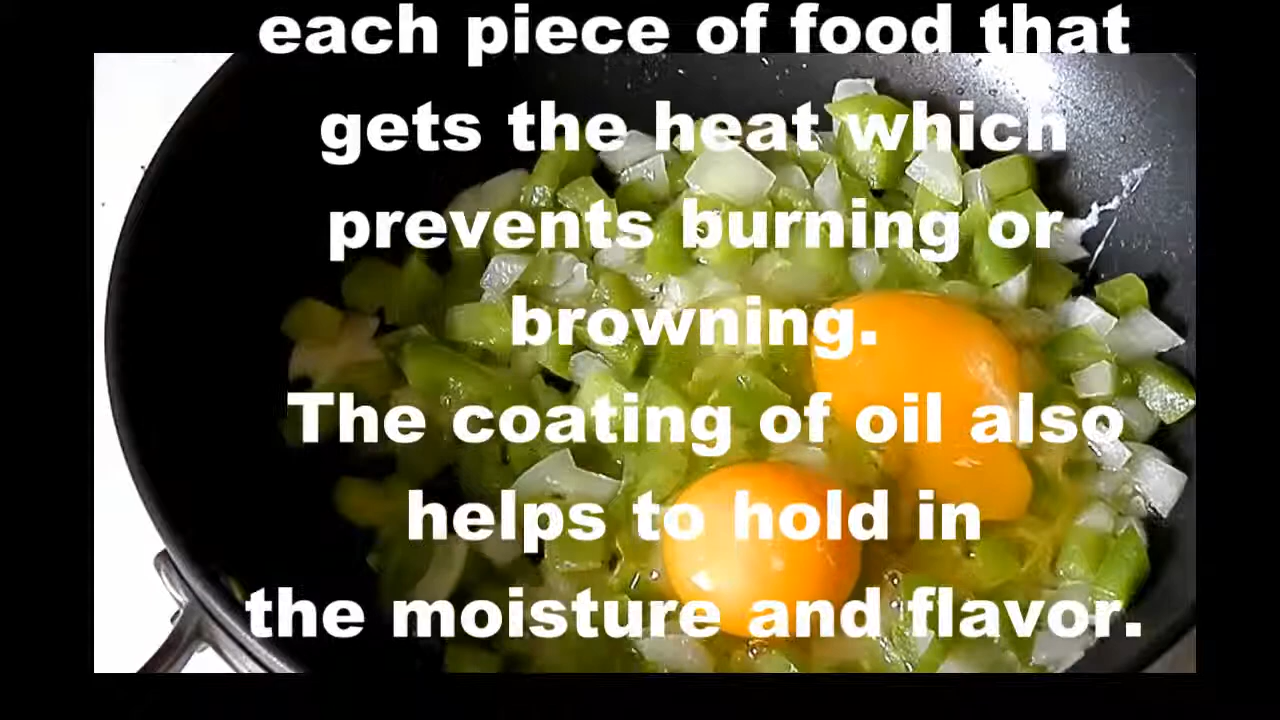 each piece of food that
gets the heat which
prevents burning or
browning.
The coating of oil also
helps to hold in
the moisture and flavor.